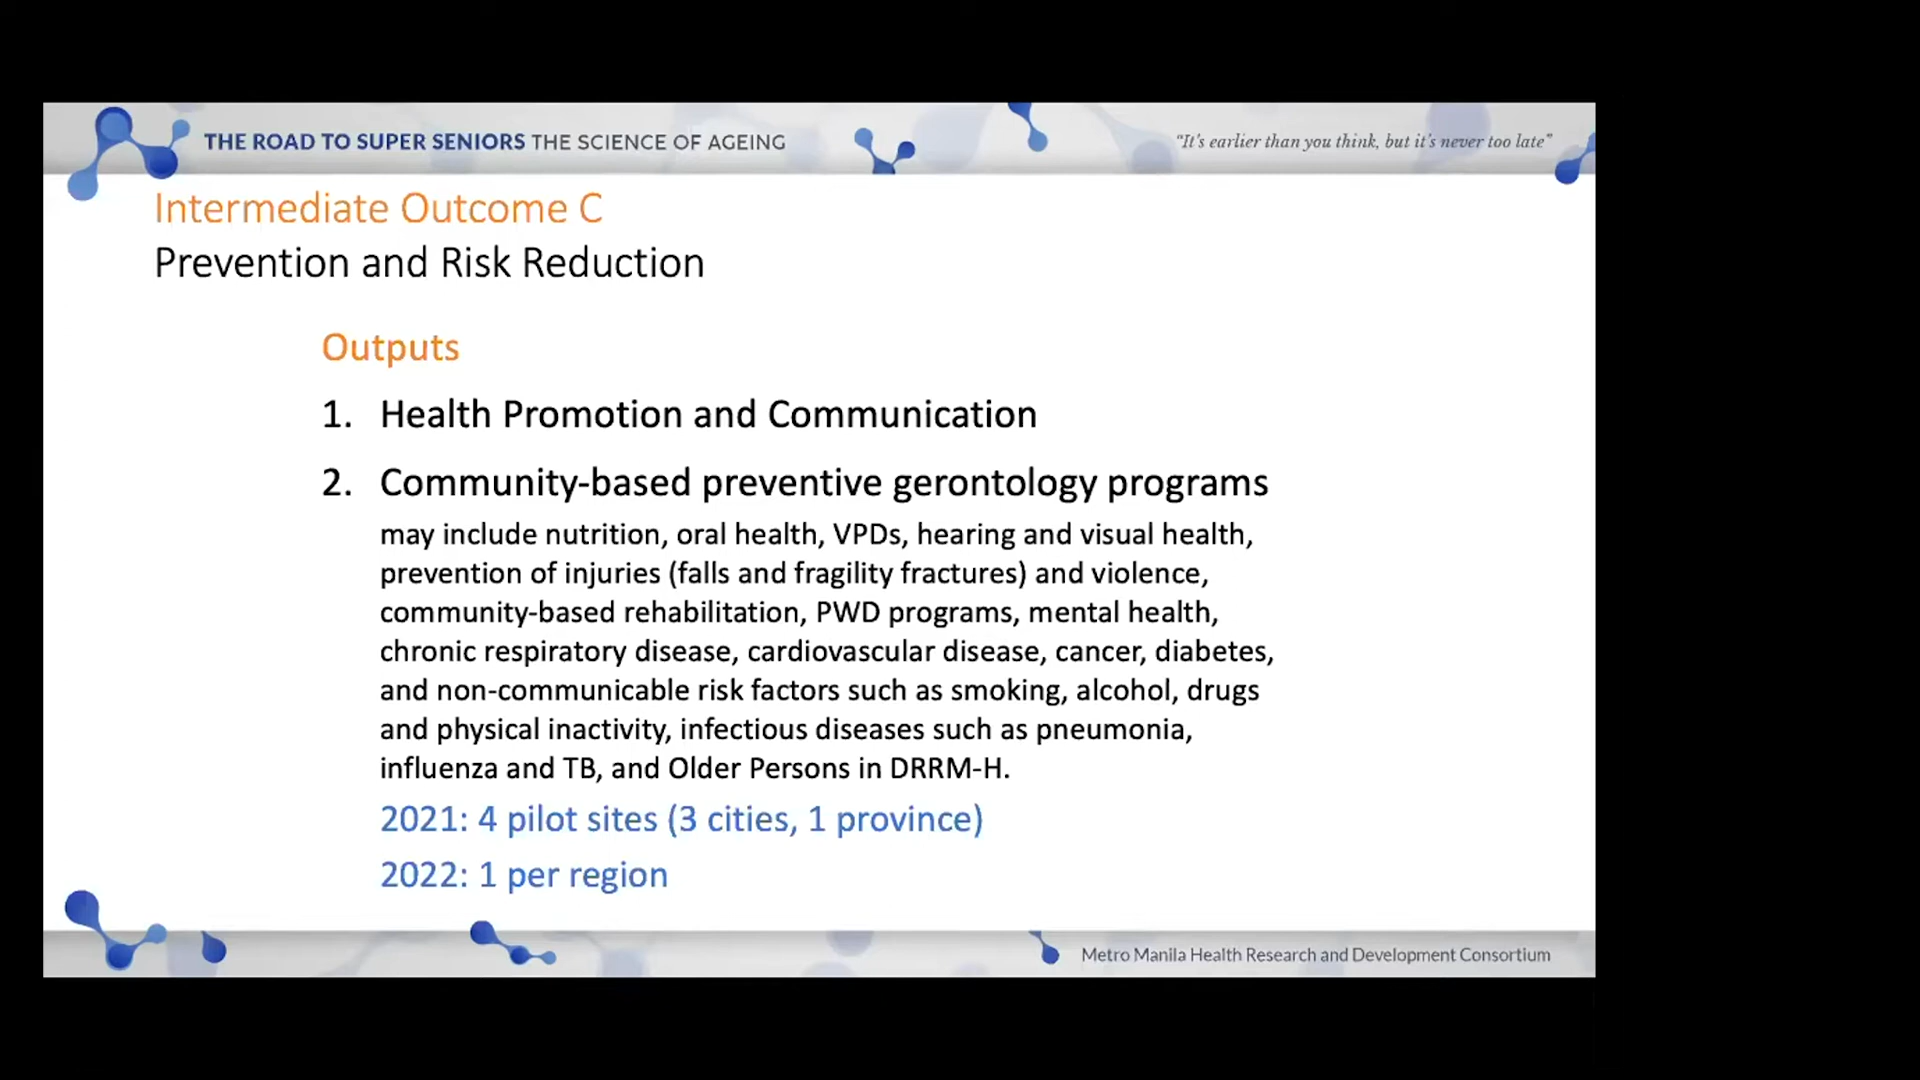 THE ROAD TO SUPER SENIORS THE SCIENCE OF AGEING
“It’s earlier than you think, but it’s never too late”
Intermediate Outcome C
Prevention and Risk Reduction
Outputs
1. Health Promotion and Communication
2. Community-based preventive gerontology programs
may include nutrition, oral health, VPDs, hearing and visual health,
prevention of injuries (falls and fragility fractures) and violence,
community-based rehabilitation, PWD programs, mental health,
chronic respiratory disease, cardiovascular disease, cancer, diabetes,
and non-communicable risk factors such as smoking, alcohol, drugs
and physical inactivity, infectious diseases such as pneumonia,
influenza and TB, and Older Persons in DRRM-H.
2021: 4 pilot sites (3 cities, 1 province)
2022: 1 per region
Metro Manila Health Research and Development Consortium